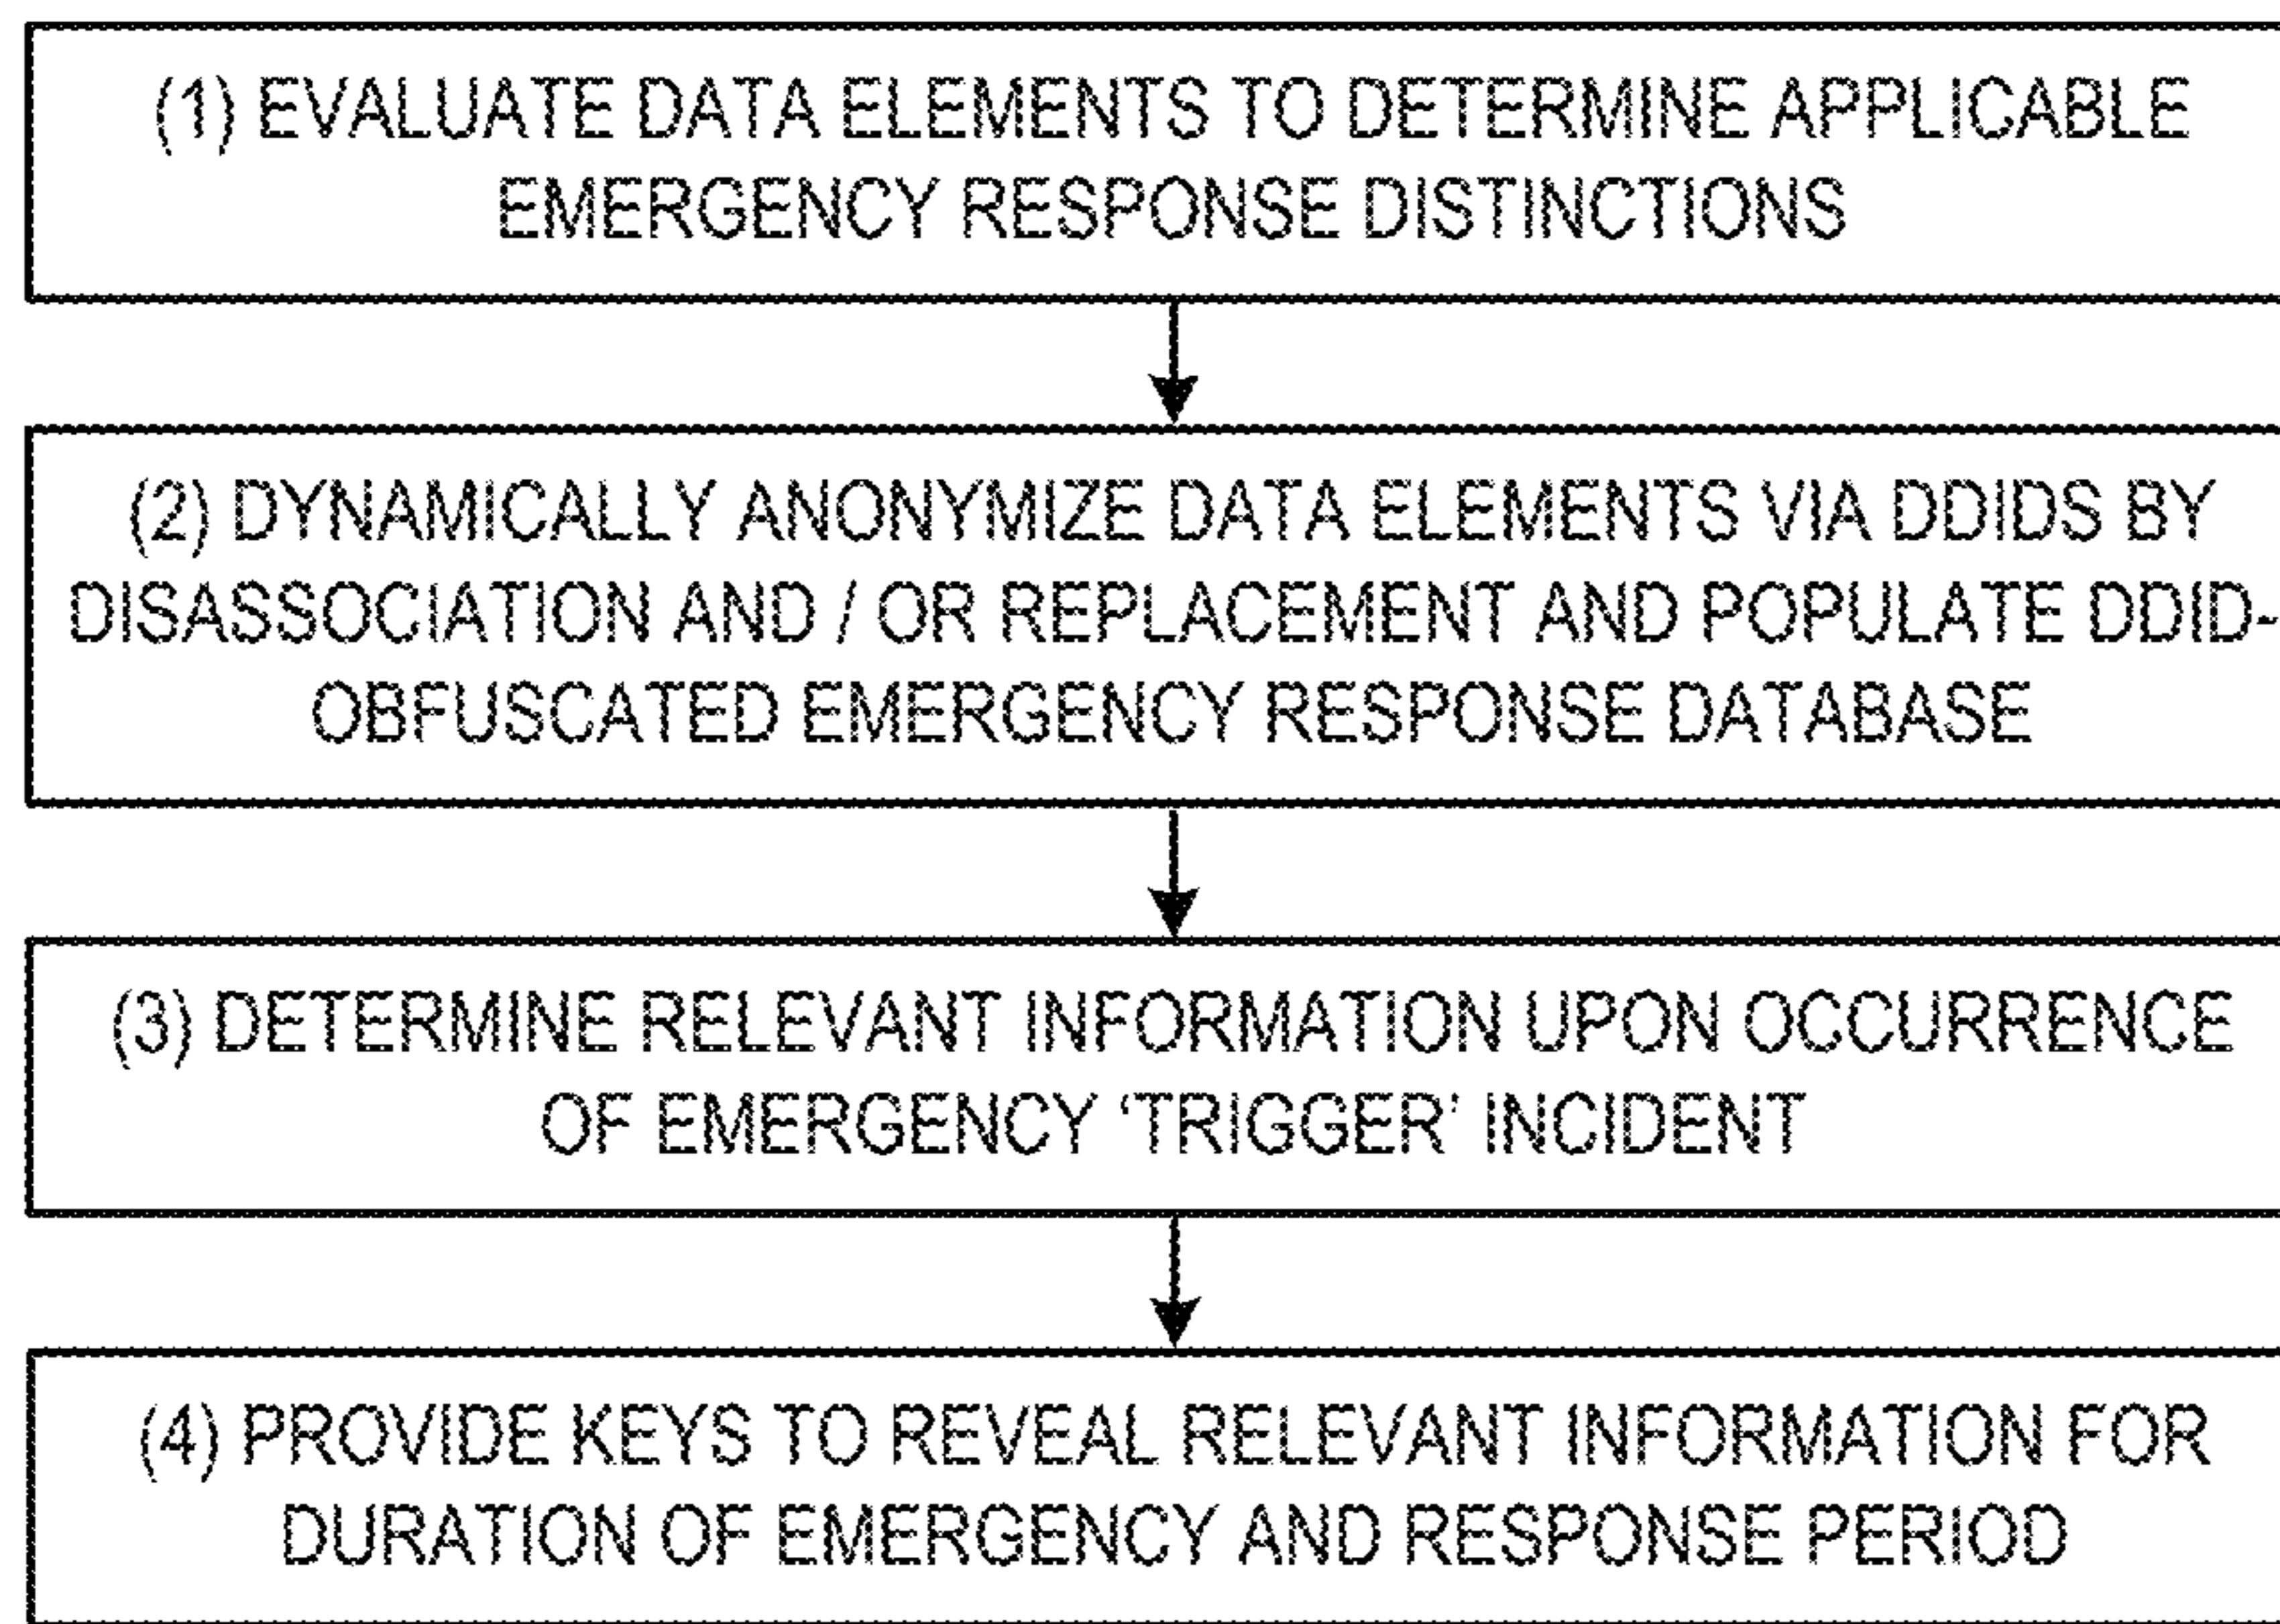 (1) EVALUATE DATA ELEMENTS TO DETERMINE APPLICABLE
EMERGENCY RESPONSE DISTINCTIONS
(2) DYNAMICALLY ANONYMIZE DATA ELEMENTS VIA DDIDS BY
DISASSOCIATION AND / OR REPLACEMENT AND POPULATE DDID-
OBFUSCATED EMERGENCY RESPONSE DATABASE
(3) DETERMINE RELEVANT INFORMATION UPON OCCURRENCE
OF EMERGENCY ‘TRIGGER’ INCIDENT
(4) PROVIDE KEYS TO REVEAL RELEVANT INFORMATION FOR
DURATION OF EMERGENCY AND RESPONSE PERIOD